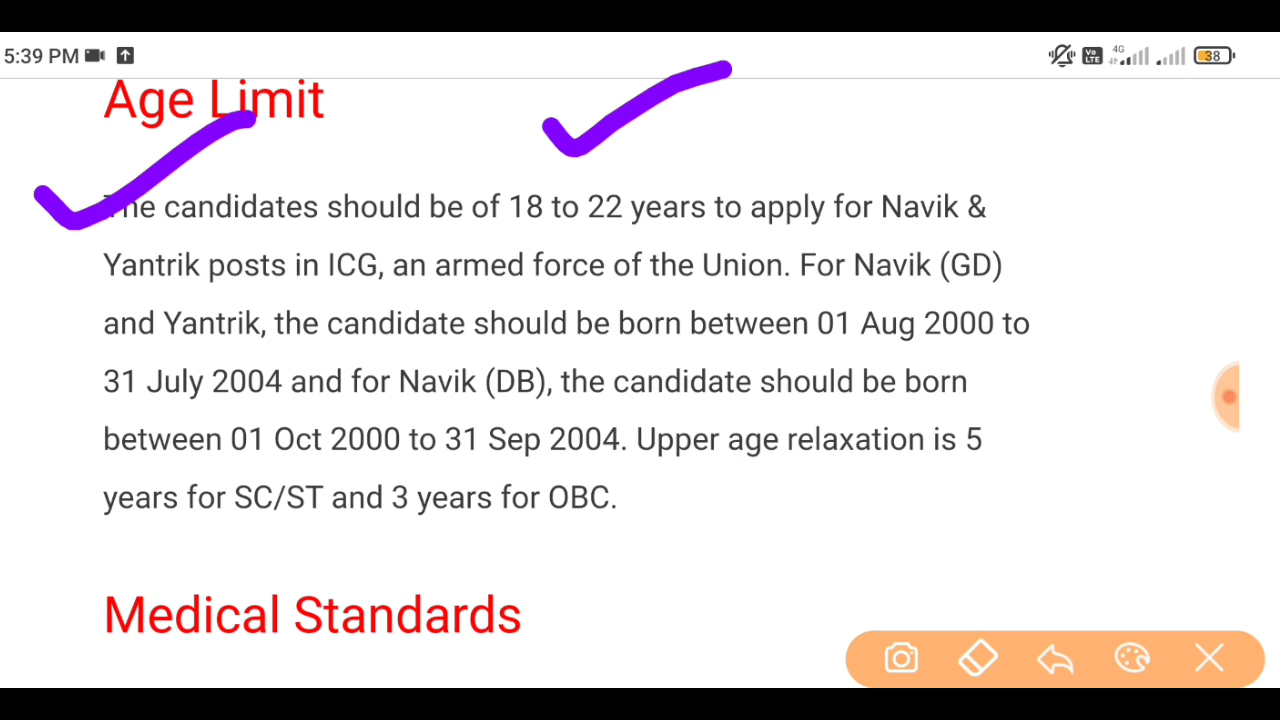 5:39 PM
Vo LTE 4G 38
Age Limit
The candidates should be of 18 to 22 years to apply for Navik &
Yantrik posts in ICG, an armed force of the Union. For Navik (GD)
and Yantrik, the candidate should be born between 01 Aug 2000 to
31 July 2004 and for Navik (DB), the candidate should be born
between 01 Oct 2000 to 31 Sep 2004. Upper age relaxation is 5
years for SC/ST and 3 years for OBC.
Medical Standards